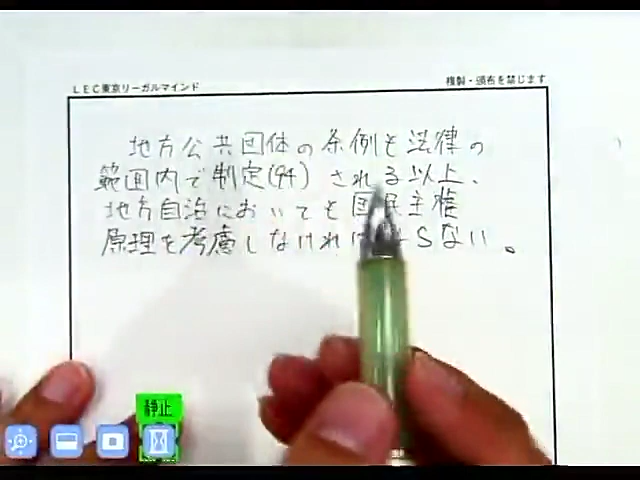 LEC東京リーガルマインド
複製・頒布を禁じます
地方公共団体の条例も法律の
範囲内で制定(94)される以上、
地方自治においても国民主権
原理を考慮しなければならない。
静止